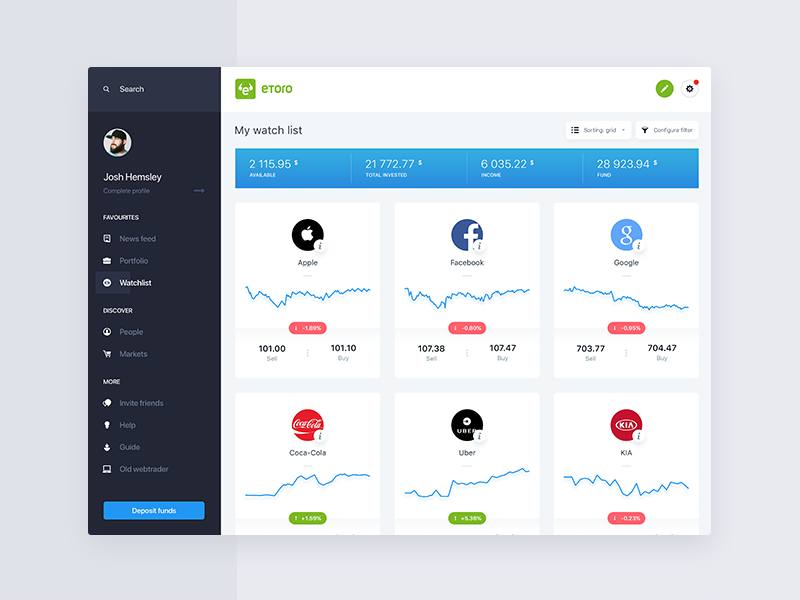 Search
eTORO
Josh Hemsley
Complete profile
FAVOURITES
News feed
Portfolio
Watchlist
DISCOVER
People
Markets
MORE
Invite friends
Help
Guide
Old webtrader
Deposit funds
My watch list
Sorting: grid
Configure filter
2 115.95 $
AVAILABLE
21 772.77 $
TOTAL INVESTED
6 035.22 $
INCOME
28 923.94 $
FUND
Apple
-1.89%
101.00
Sell
101.10
Buy
Facebook
-0.80%
107.38
Sell
107.47
Buy
Google
-0.95%
703.77
Sell
704.47
Buy
Coca-Cola
Coca-Cola
+1.59%
UBER
Uber
+5.38%
KIA
KIA
-0.23%